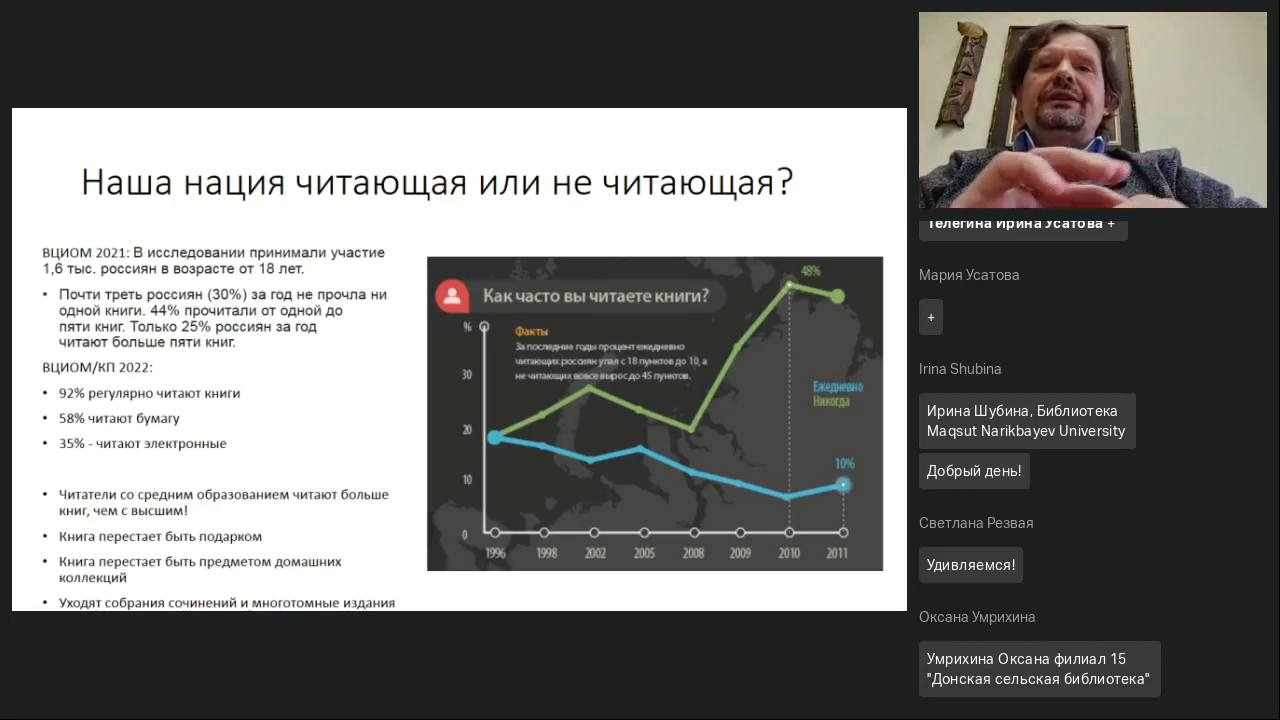 Наша нация читающая или не читающая?
ВЦИОМ 2021: В исследовании принимали участие
1,6 тыс. россиян в возрасте от 18 лет.
• Почти треть россиян (30%) за год не прочла ни
одной книги. 44% прочитали от одной до
пяти книг. Только 25% россиян за год
читают больше пяти книг.
ВЦИОМ/КП 2022:
• 92% регулярно читают книги
• 58% читают бумагу
• 35% - читают электронные
• Читатели со средним образованием читают больше
книг, чем с высшим!
• Книга перестает быть подарком
• Книга перестает быть предметом домашних
коллекций
• Уходят собрания сочинений и многотомные издания
Как часто вы читаете книги?
48%
%
Факты
За последние годы процент ежедневно
читающих россиян упал с 18 пунктов до 10, а
не читающих вовсе вырос до 45 пунктов.
30
20
10
0
Ежедневно
Никогда
10%
1996 1998 2002 2005 2008 2009 2010 2011
Телегина Ирина Усатова +
Мария Усатова
+
Irina Shubina
Ирина Шубина, Библиотека
Maqsut Narikbayev University
Добрый день!
Светлана Резвая
Удивляемся!
Оксана Умрихина
Умрихина Оксана филиал 15
"Донская сельская библиотека"